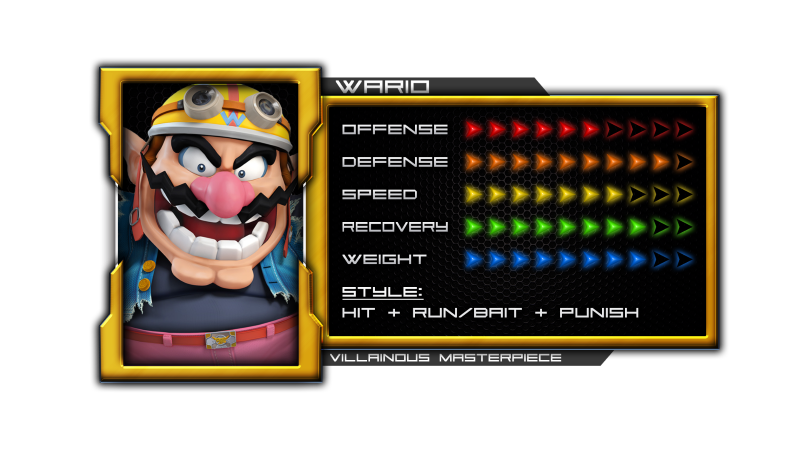 WARIO
OFFENSE
DEFENSE
SPEED
RECOVERY
WEIGHT
STYLE:
HIT + RUN/BAIT + PUNISH
VILLAINOUS MASTERPIECE
W